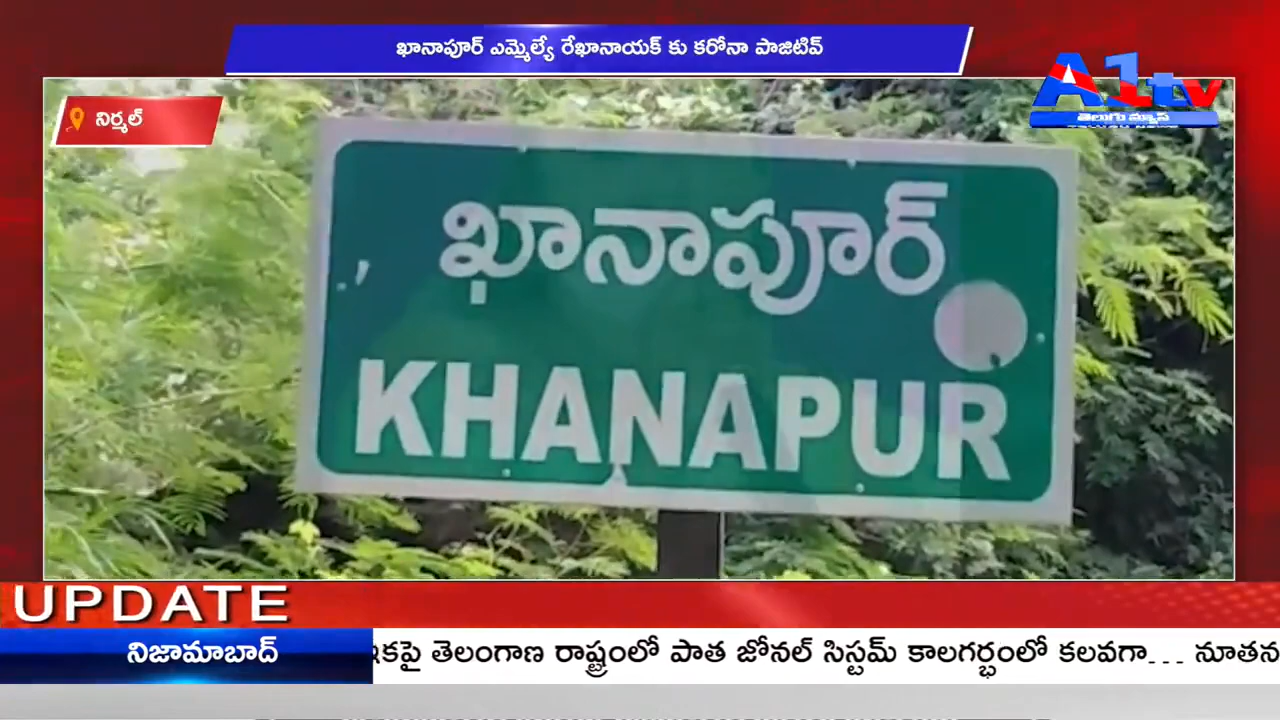 ఖానాపూర్ ఎమ్మెల్యే రేఖానాయక్ కు కరోనా పాజిటివ్
A1tv
తెలుగు న్యూస్
నిర్మల్
ఖానాపూర్
KHANAPUR
UPDATE
నిజామాబాద్
తెలంగాణ రాష్ట్రంలో పాత జోనల్ సిస్టమ్ కాలగర్భంలో కలవగా... నూతన